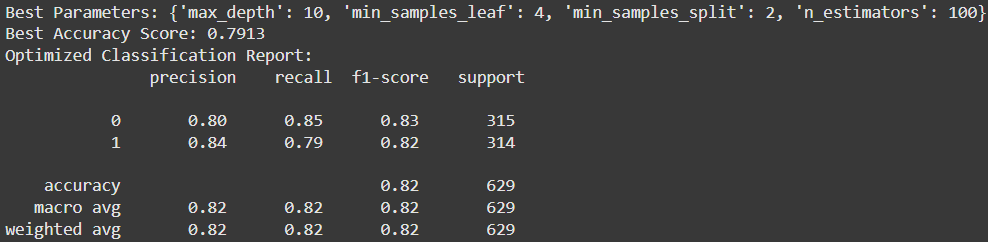 Best Parameters: {'max_depth': 10, 'min_samples_leaf': 4, 'min_samples_split': 2, 'n_estimators': 100}
Best Accuracy Score: 0.7913
Optimized Classification Report:
precision recall f1-score support
0 0.80 0.85 0.83 315
1 0.84 0.79 0.82 314
accuracy 0.82 629
macro avg 0.82 0.82 0.82 629
weighted avg 0.82 0.82 0.82 629